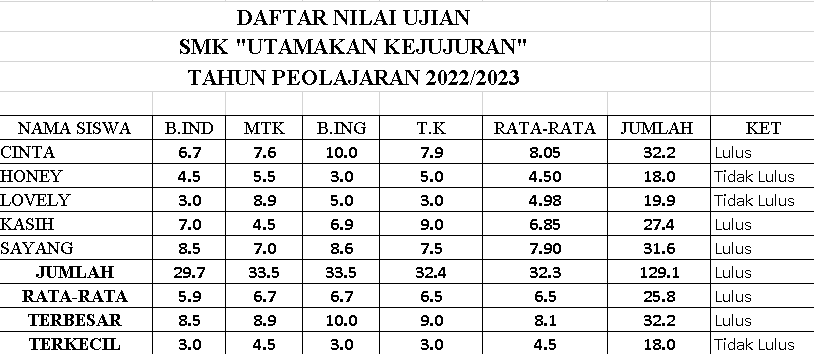 DAFTAR NILAI UJIAN
SMK "UTAMAKAN KEJUJURAN"
TAHUN PEOLAJARAN 2022/2023
NAMA SISWA B.IND MTK B.ING T.K RATA-RATA JUMLAH KET
CINTA 6.7 7.6 10.0 7.9 8.05 32.2 Lulus
HONEY 4.5 5.5 3.0 5.0 4.50 18.0 Tidak Lulus
LOVELY 3.0 8.9 5.0 3.0 4.98 19.9 Tidak Lulus
KASIH 7.0 4.5 6.9 9.0 6.85 27.4 Lulus
SAYANG 8.5 7.0 8.6 7.5 7.90 31.6 Lulus
JUMLAH 29.7 33.5 33.5 32.4 32.3 129.1 Lulus
RATA-RATA 5.9 6.7 6.7 6.5 6.5 25.8 Lulus
TERBESAR 8.5 8.9 10.0 9.0 8.1 32.2 Lulus
TERKECIL 3.0 4.5 3.0 3.0 4.5 18.0 Tidak Lulus